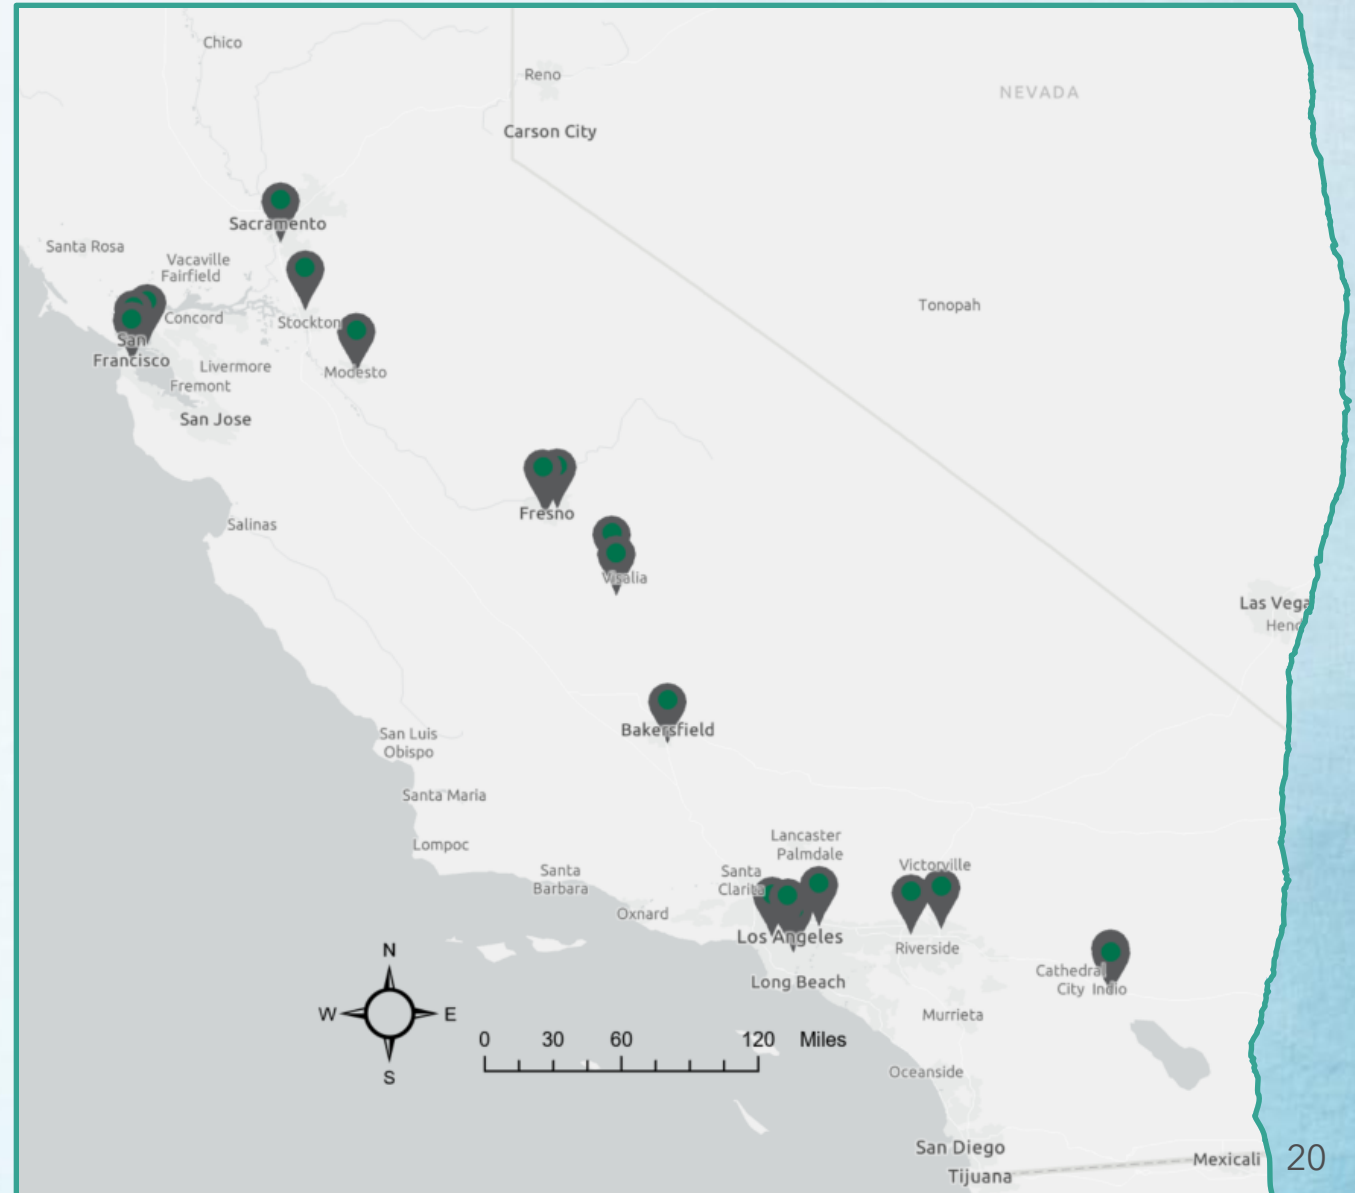 Chico
Reno
NEVADA
Carson City
Sacramento
Santa Rosa
Vacaville
Fairfield
Tonopah
Concord
Stockton
San
Francisco
Livermore
Modesto
Fremont
San Jose
Fresno
Salinas
Visalia
Las Vega
Hend
Bakersfield
San Luis
Obispo
Santa Maria
Lompoc
Lancaster
Palmdale
Santa
Clarita
Victorville
Santa
Barbara
Oxnard
Los Angeles
Riverside
Cathedral
City Indio
Long Beach
N
W E
S
Murrieta
0 30 60 120 Miles
Oceanside
San Diego
Tijuana
Mexicali
20